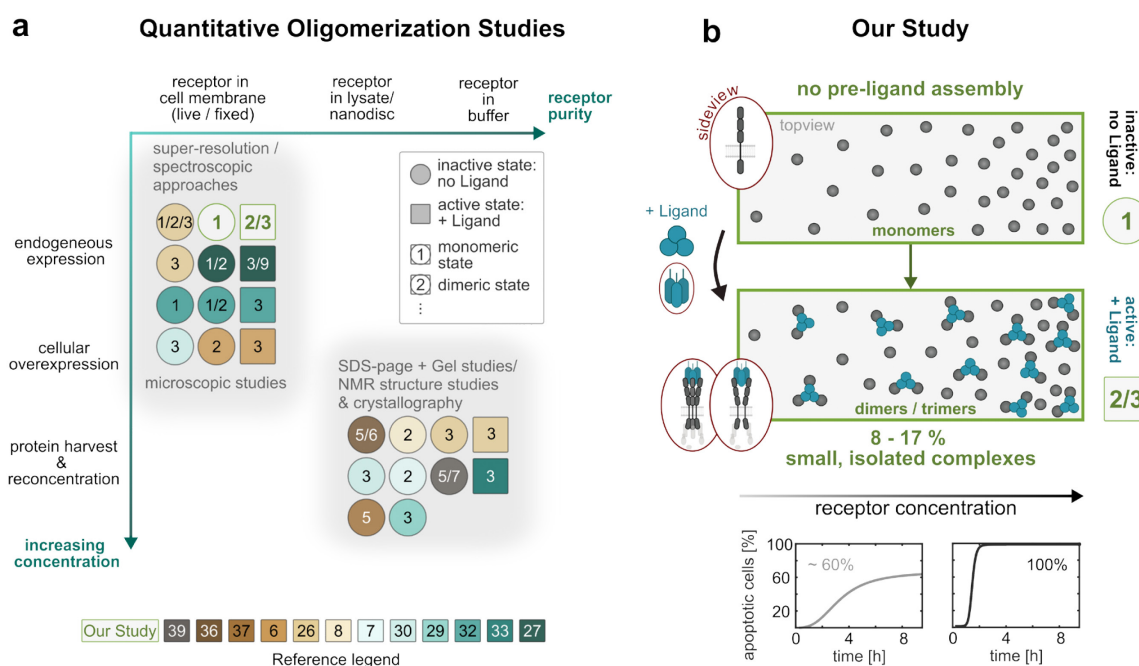 a
Quantitative Oligomerization Studies
receptor in
cell membrane
(live / fixed)
receptor
in lysate/
nanodisc
receptor
in
buffer
receptor
purity
super-resolution /
spectroscopic
approaches
inactive state:
no Ligand
active state:
+ Ligand
1 monomeric
state
2 dimeric state
⋮
endogeneous
expression
1/2/3 1 2/3
3 1/2 3/9
1 1/2 3
cellular
overexpression
3 2 3
microscopic studies
SDS-page + Gel studies/
NMR structure studies
& crystallography
protein harvest
&
reconcentration
5/6 2 3 3
3 2 5/7 3
5 3
increasing
concentration
Our Study 39 36 37 6 26 8 7 30 29 32 33 27
Reference legend
b
Our Study
no pre-ligand assembly
sideview
topview
monomers
inactive:
no Ligand
1
+ Ligand
dimers / trimers
active:
+ Ligand
2/3
8 - 17 %
small, isolated complexes
receptor concentration
apoptotic cells [%]
100
60
20
~ 60%
0 4 8
time [h]
100%
0 4 8
time [h]